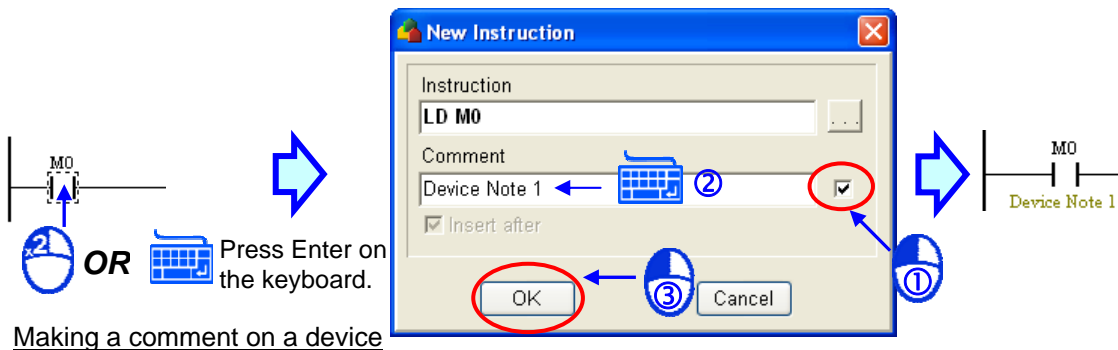 M0
2
OR
Press Enter on
the keyboard.
Making a comment on a device
New Instruction
Instruction
LD M0
...
Comment
Device Note 1
②
Insert after
①
OK
③
Cancel
M0
Device Note 1